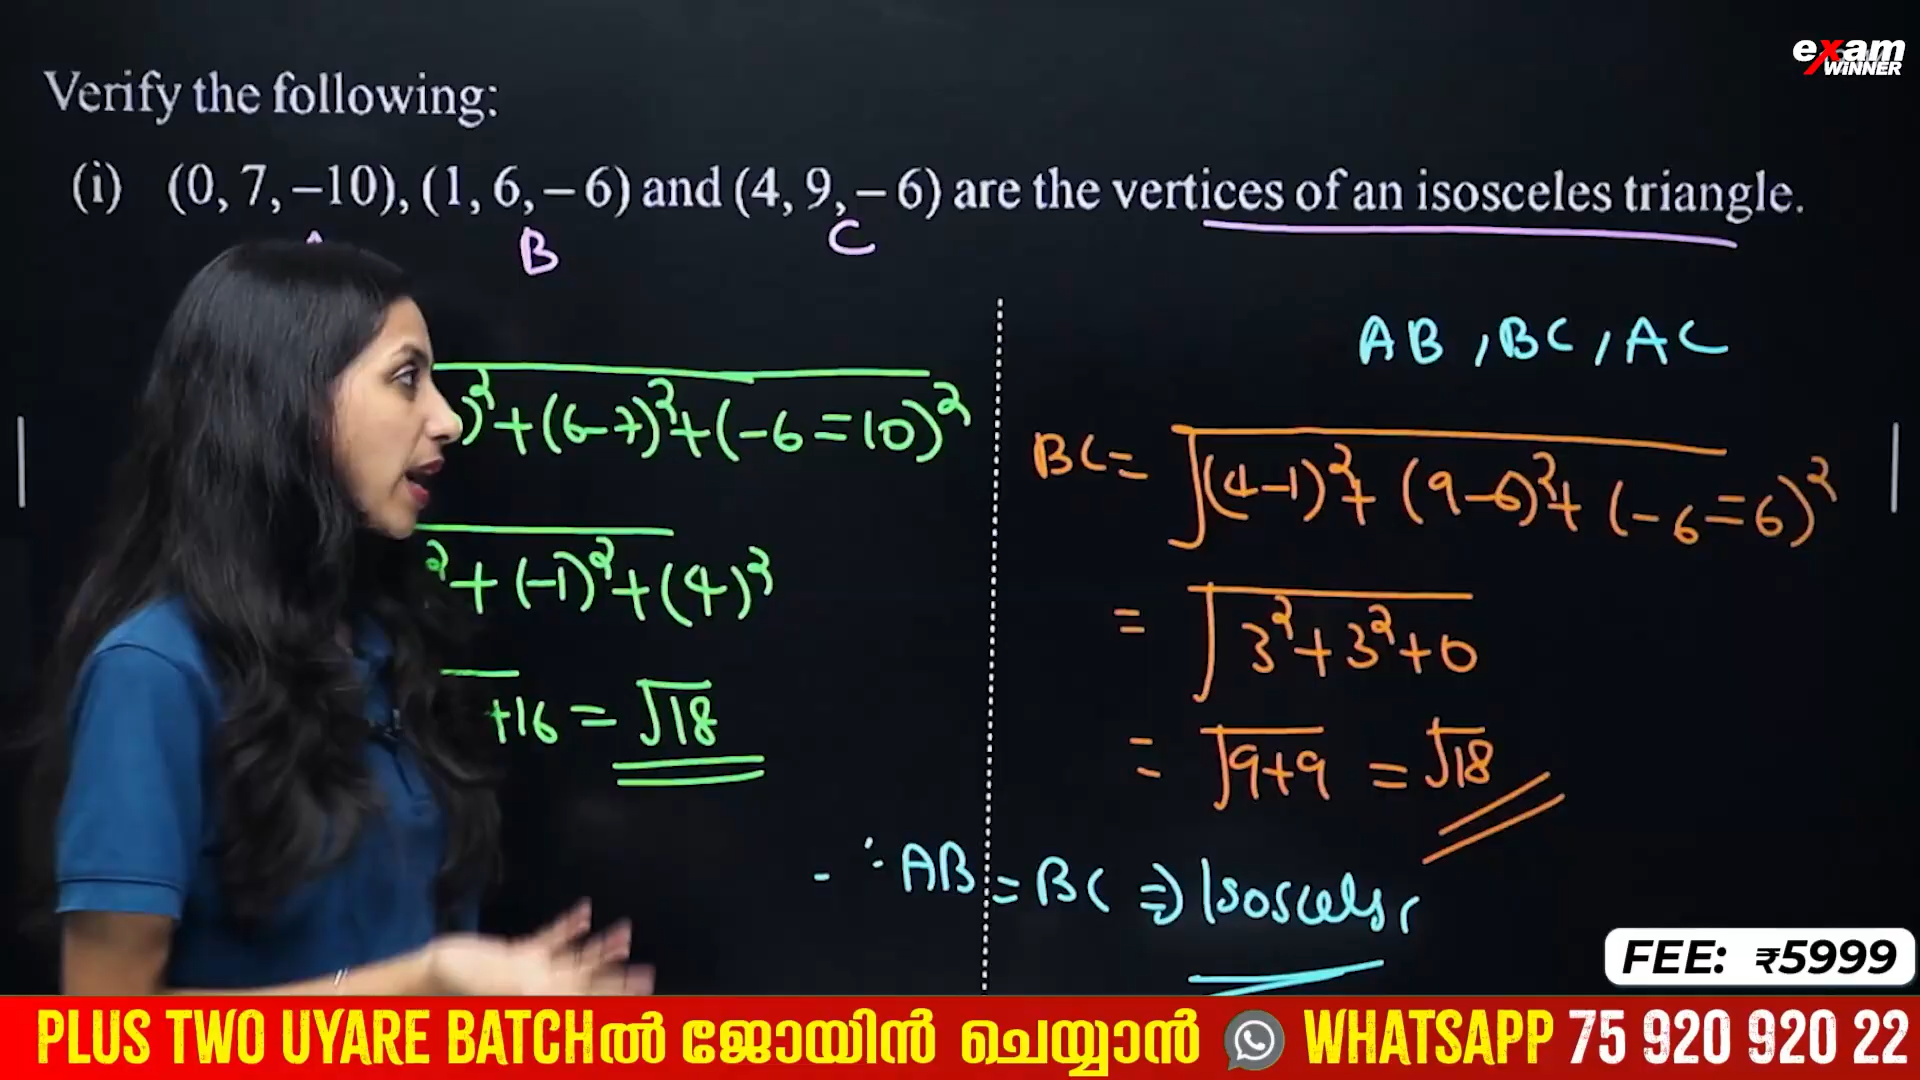 exam
WINNER
Verify the following:
(i) (0, 7, –10), (1, 6, – 6) and (4, 9, – 6) are the vertices of an isosceles triangle.
B C
AB , BC , AC
)²+(6-7)²+(-6=10)²
²+(-1)²+(4)²
+16 = √18
BC= √(4-1)²+(9-6)²+(-6=6)²
= √3²+3²+0
= √9+9 = √18
∴ AB = BC ⇒ Isosceles
FEE: ₹5999
PLUS TWO UYARE BATCHൽ ജോയിൻ ചെയ്യാൻ WHATSAPP 75 920 920 22